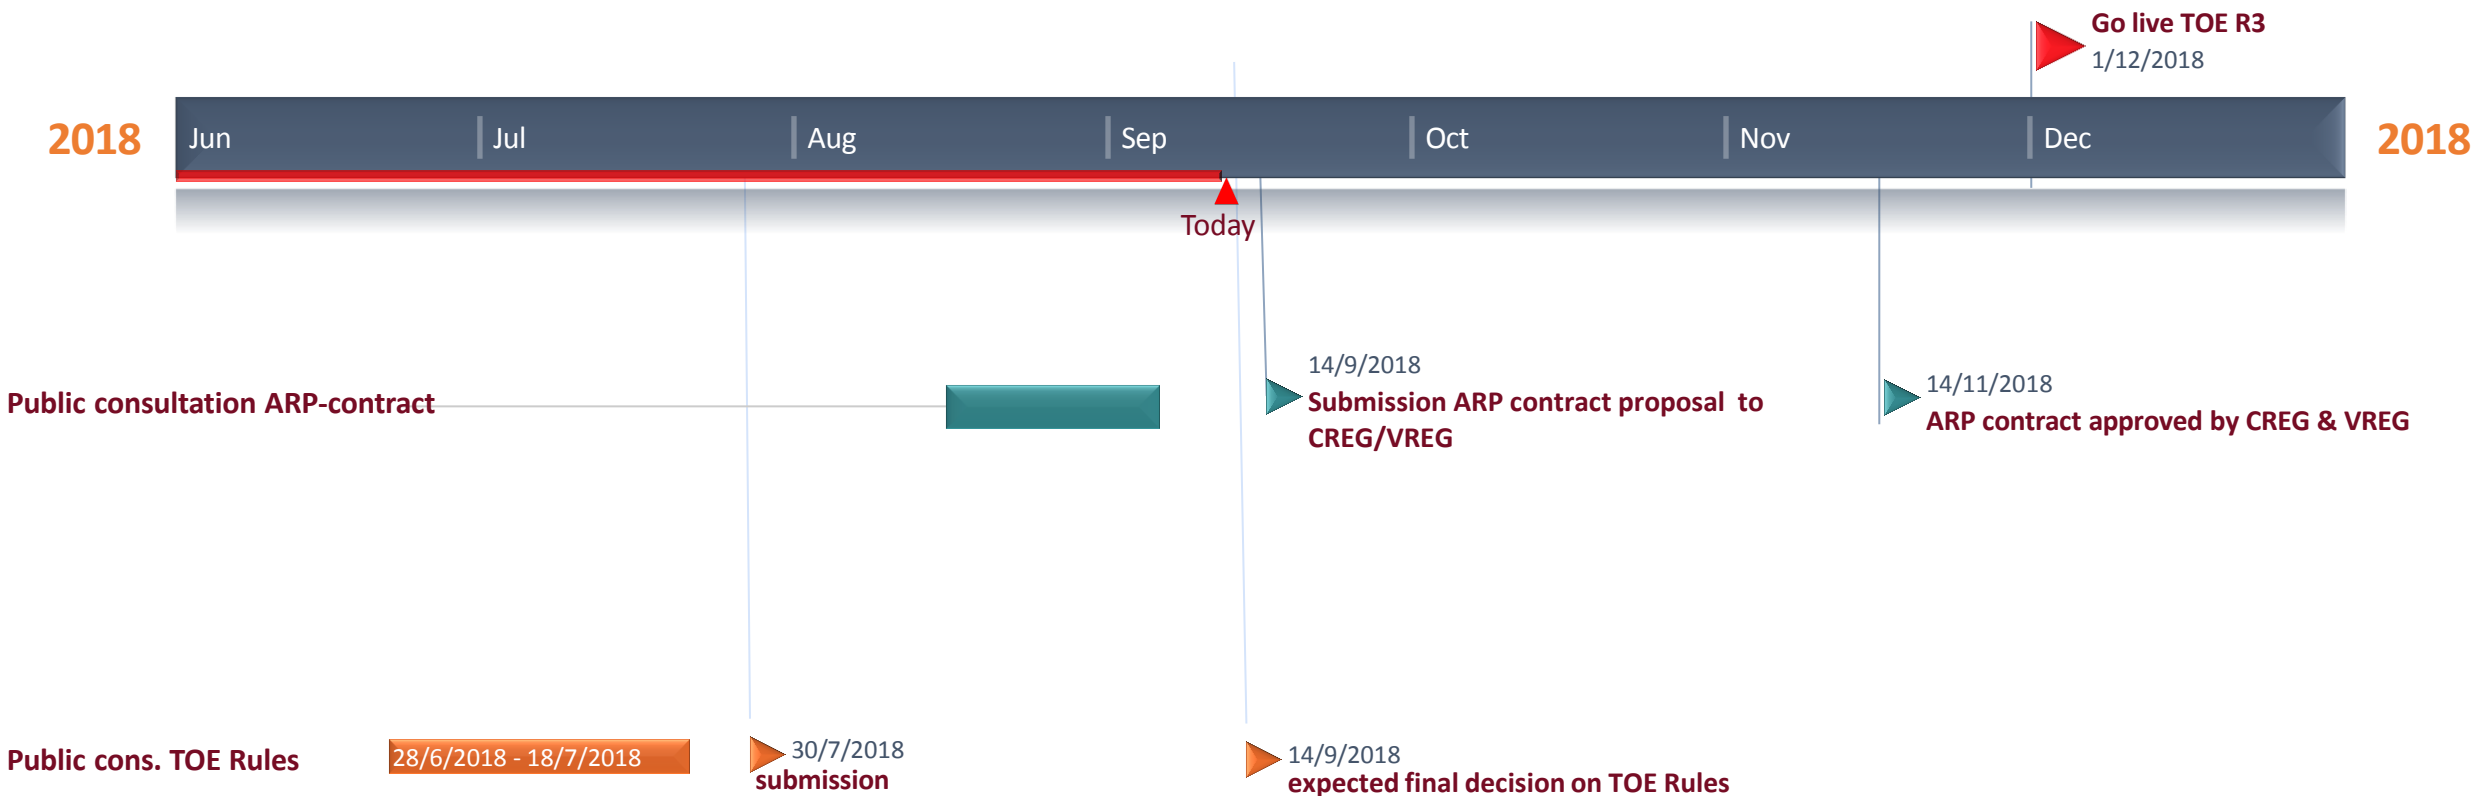 Go live TOE R3
1/12/2018
2018 Jun Jul Aug Sep Oct Nov Dec 2018
Today
14/9/2018
Submission ARP contract proposal to
CREG/VREG
14/11/2018
ARP contract approved by CREG & VREG
Public consultation ARP-contract
Public cons. TOE Rules
28/6/2018 - 18/7/2018
30/7/2018
submission
14/9/2018
expected final decision on TOE Rules